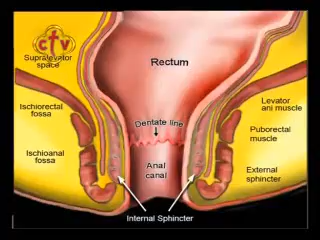 ctv
Supralevator
space
Rectum
Ischiorectal
fossa
Levator
ani muscle
Dentate line
Puborectal
muscle
Ischioanal
fossa
Anal
canal
External
sphincter
Internal Sphincter